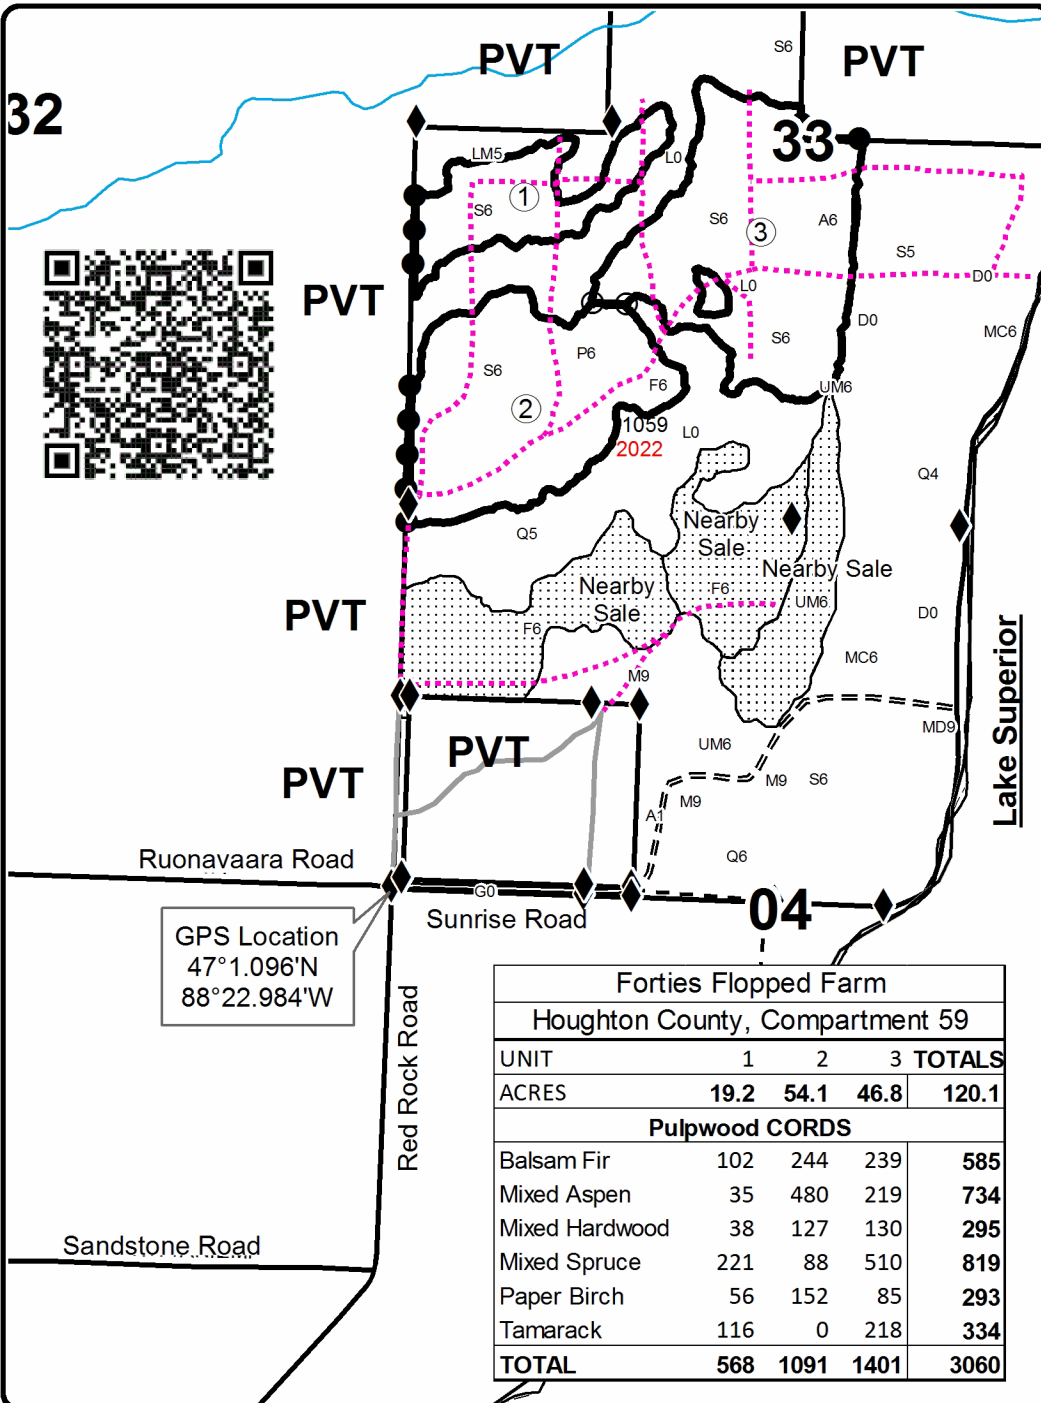 S6
PVT
PVT
32
33
LM5
L0
1
S6
S6
3
A6
S5
PVT
L0
D0
D0
MC6
P6
S6
S6
F6
UM6
2
1059
2022
L0
Q4
Nearby
Sale
Q5
Nearby Sale
Nearby
Sale
F6
UM6
PVT
F6
D0
MC6
M9
Lake Superior
MD9
PVT
UM6
PVT
M9
S6
M9
A1
Q6
Ruonavaara Road
G0
Sunrise Road
04
GPS Location
47°1.096'N
88°22.984'W
Red Rock Road
Sandstone Road
Forties Flopped Farm
Houghton County, Compartment 59
UNIT 1 2 3 TOTALS
ACRES 19.2 54.1 46.8 120.1
Pulpwood CORDS
Balsam Fir 102 244 239 585
Mixed Aspen 35 480 219 734
Mixed Hardwood 38 127 130 295
Mixed Spruce 221 88 510 819
Paper Birch 56 152 85 293
Tamarack 116 0 218 334
TOTAL 568 1091 1401 3060